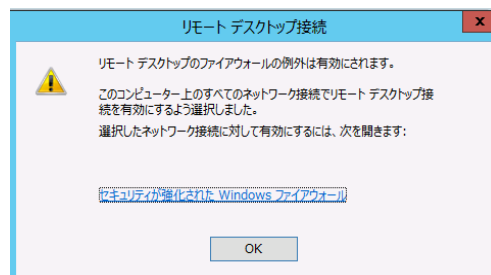 リモート デスクトップ接続
x
リモート デスクトップのファイアウォールの例外は有効にされます。
このコンピューター上のすべてのネットワーク接続でリモート デスクトップ接
続を有効にするよう選択しました。
選択したネットワーク接続に対して有効にするには、次を開きます:
セキュリティが強化された Windows ファイアウォール
OK